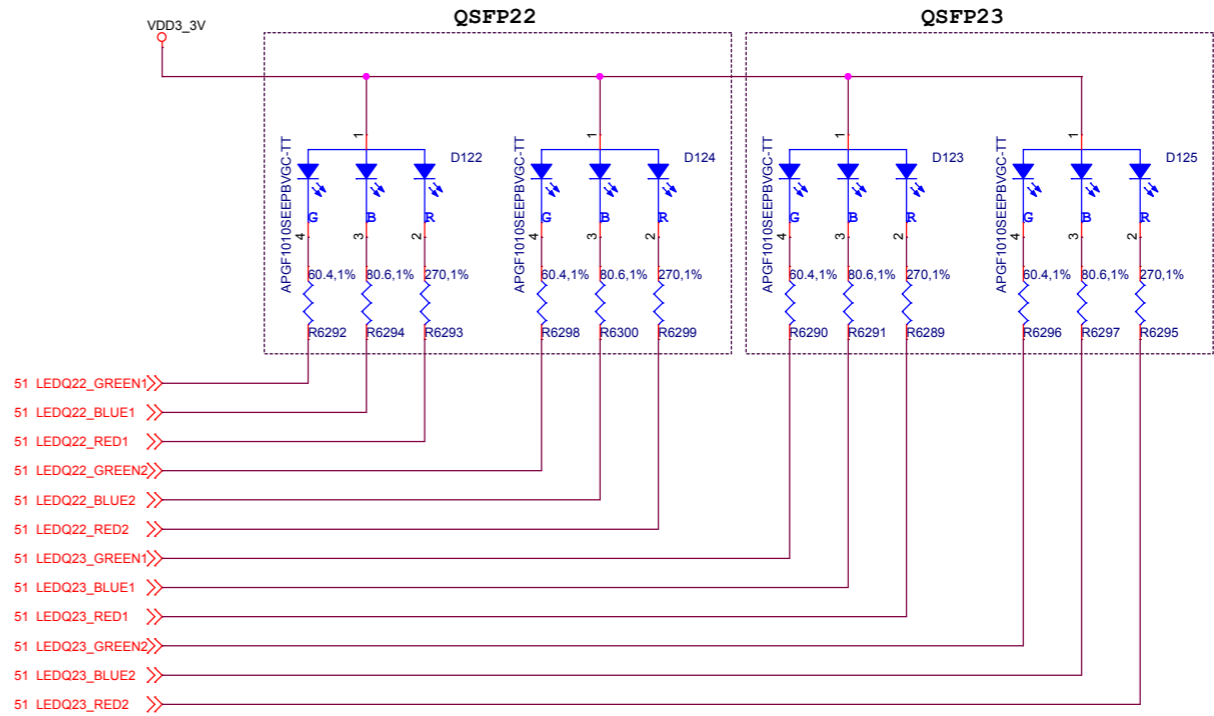 QSFP22
QSFP23
VDD3_3V
APGF1010SEEPBVGC-TT
1
D122
G
B
R
4
3
2
60.4,1%
80.6,1%
270,1%
R6292
R6294
R6293
APGF1010SEEPBVGC-TT
1
D124
G
B
R
4
3
2
60.4,1%
80.6,1%
270,1%
R6298
R6300
R6299
APGF1010SEEPBVGC-TT
1
D123
G
B
R
4
3
2
60.4,1%
80.6,1%
270,1%
R6290
R6291
R6289
APGF1010SEEPBVGC-TT
1
D125
G
B
R
4
3
2
60.4,1%
80.6,1%
270,1%
R6296
R6297
R6295
51 LEDQ22_GREEN1
51 LEDQ22_BLUE1
51 LEDQ22_RED1
51 LEDQ22_GREEN2
51 LEDQ22_BLUE2
51 LEDQ22_RED2
51 LEDQ23_GREEN1
51 LEDQ23_BLUE1
51 LEDQ23_RED1
51 LEDQ23_GREEN2
51 LEDQ23_BLUE2
51 LEDQ23_RED2